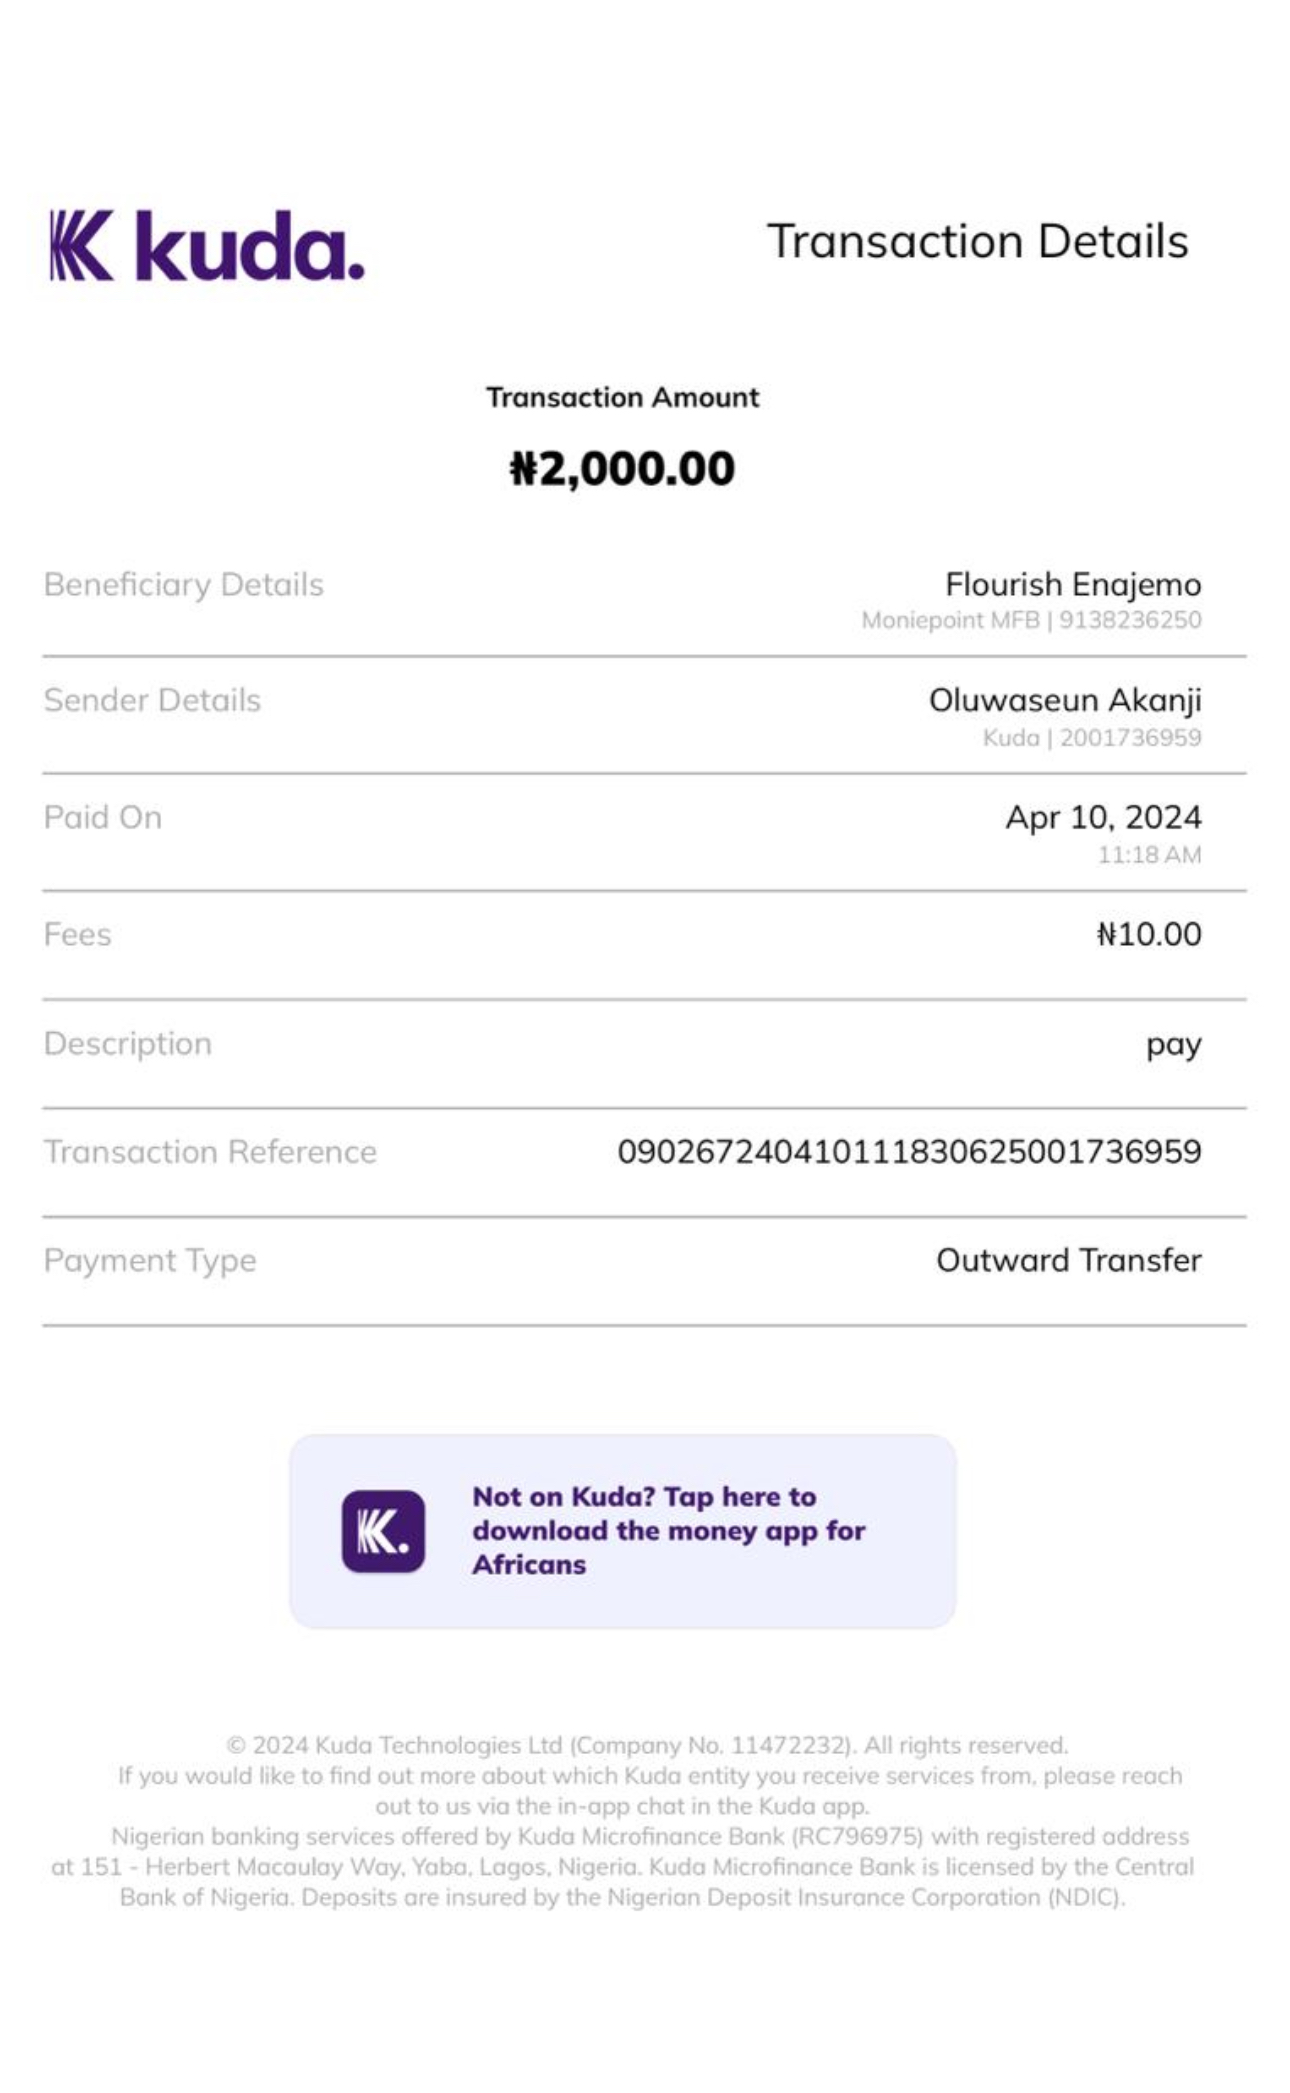 kuda.
Transaction Details
Transaction Amount
₦2,000.00
Beneficiary Details
Flourish Enajemo
Moniepoint MFB | 9138236250
Sender Details
Oluwaseun Akanji
Kuda | 2001736959
Paid On
Apr 10, 2024
11:18 AM
Fees
₦10.00
Description
pay
Transaction Reference
090267240410111830625001736959
Payment Type
Outward Transfer
K.
Not on Kuda? Tap here to
download the money app for
Africans
© 2024 Kuda Technologies Ltd (Company No. 11472232). All rights reserved.
If you would like to find out more about which Kuda entity you receive services from, please reach
out to us via the in-app chat in the Kuda app.
Nigerian banking services offered by Kuda Microfinance Bank (RC796975) with registered address
at 151 - Herbert Macaulay Way, Yaba, Lagos, Nigeria. Kuda Microfinance Bank is licensed by the Central
Bank of Nigeria. Deposits are insured by the Nigerian Deposit Insurance Corporation (NDIC).